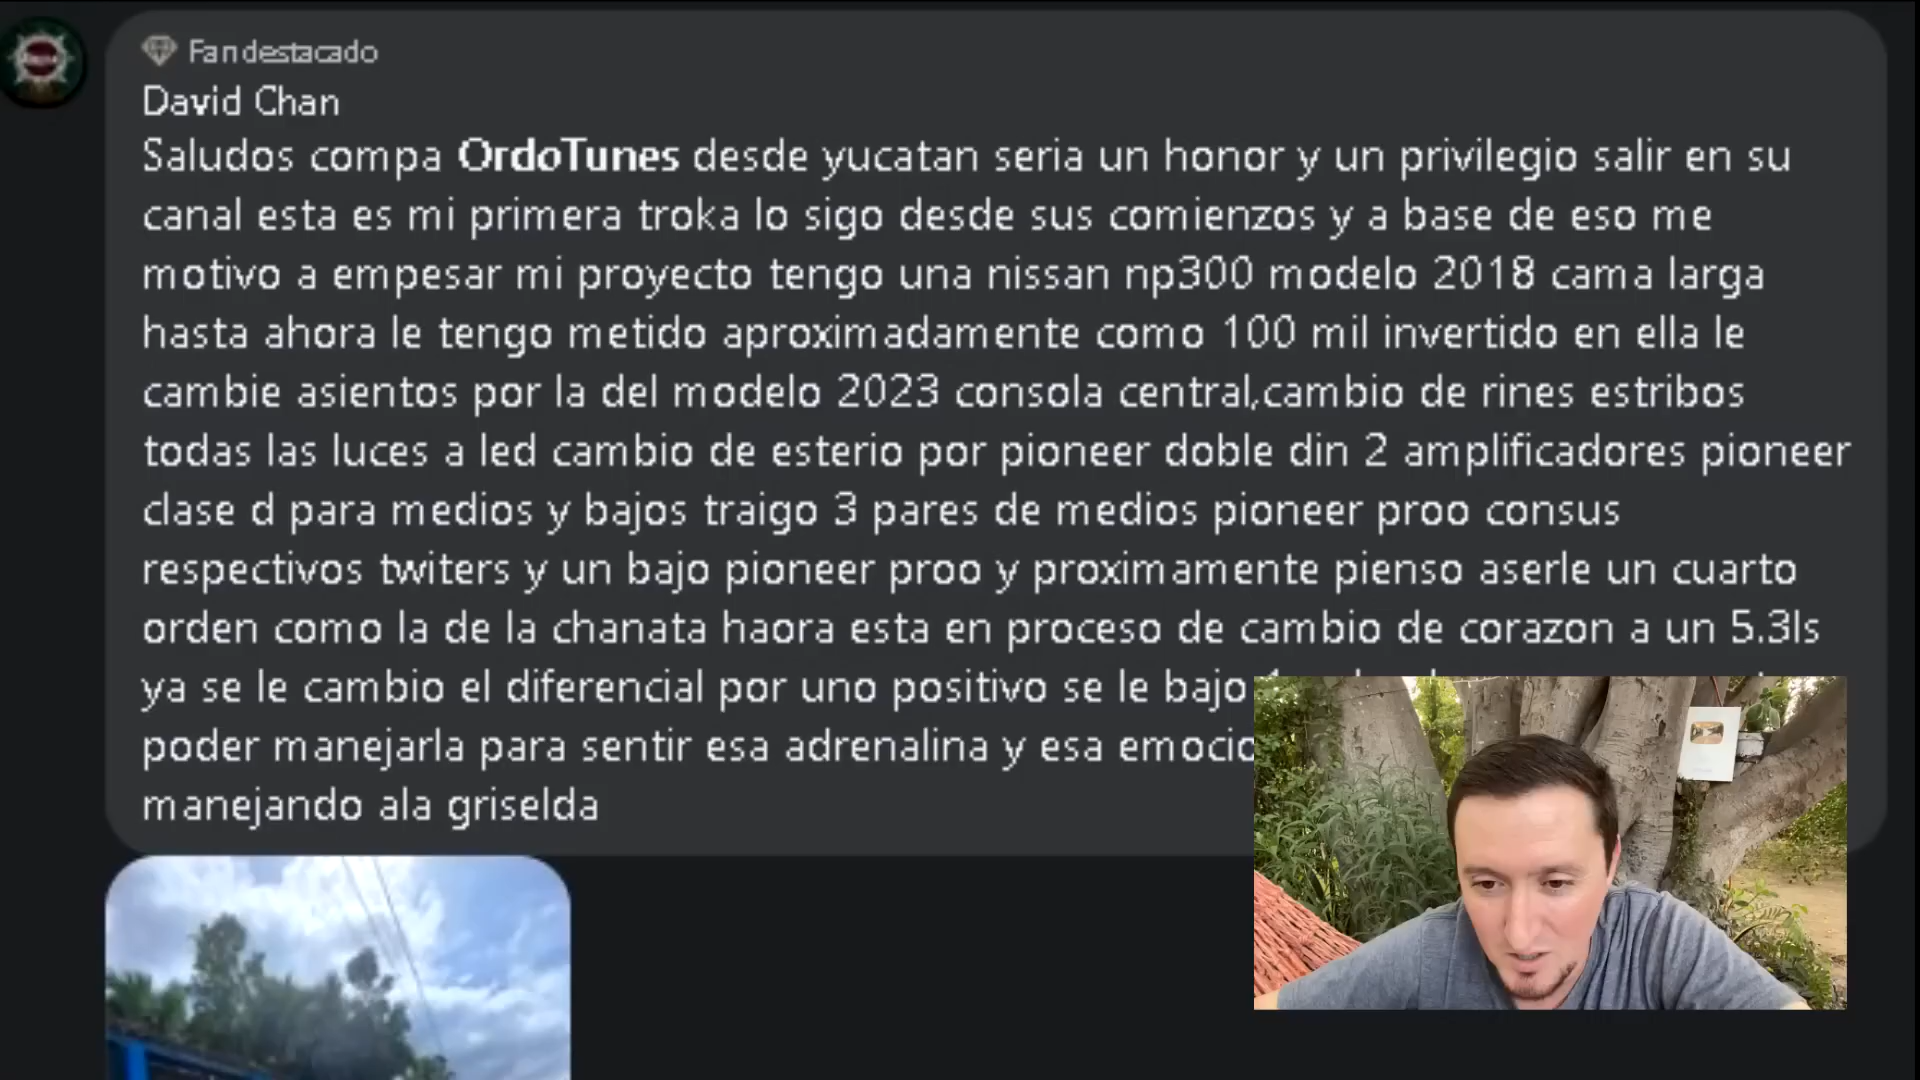 Fan destacado
David Chan
Saludos compa OrdoTunes desde yucatan seria un honor y un privilegio salir en su
canal esta es mi primera troka lo sigo desde sus comienzos y a base de eso me
motivo a empesar mi proyecto tengo una nissan np300 modelo 2018 cama larga
hasta ahora le tengo metido aproximadamente como 100 mil invertido en ella le
cambie asientos por la del modelo 2023 consola central,cambio de rines estribos
todas las luces a led cambio de esterio por pioneer doble din 2 amplificadores pioneer
clase d para medios y bajos traigo 3 pares de medios pioneer proo consus
respectivos twiters y un bajo pioneer proo y proximamente pienso aserle un cuarto
orden como la de la chanata haora esta en proceso de cambio de corazon a un 5.3ls
ya se le cambio el diferencial por uno positivo se le bajo
poder manejarla para sentir esa adrenalina y esa emocio
manejando ala griselda